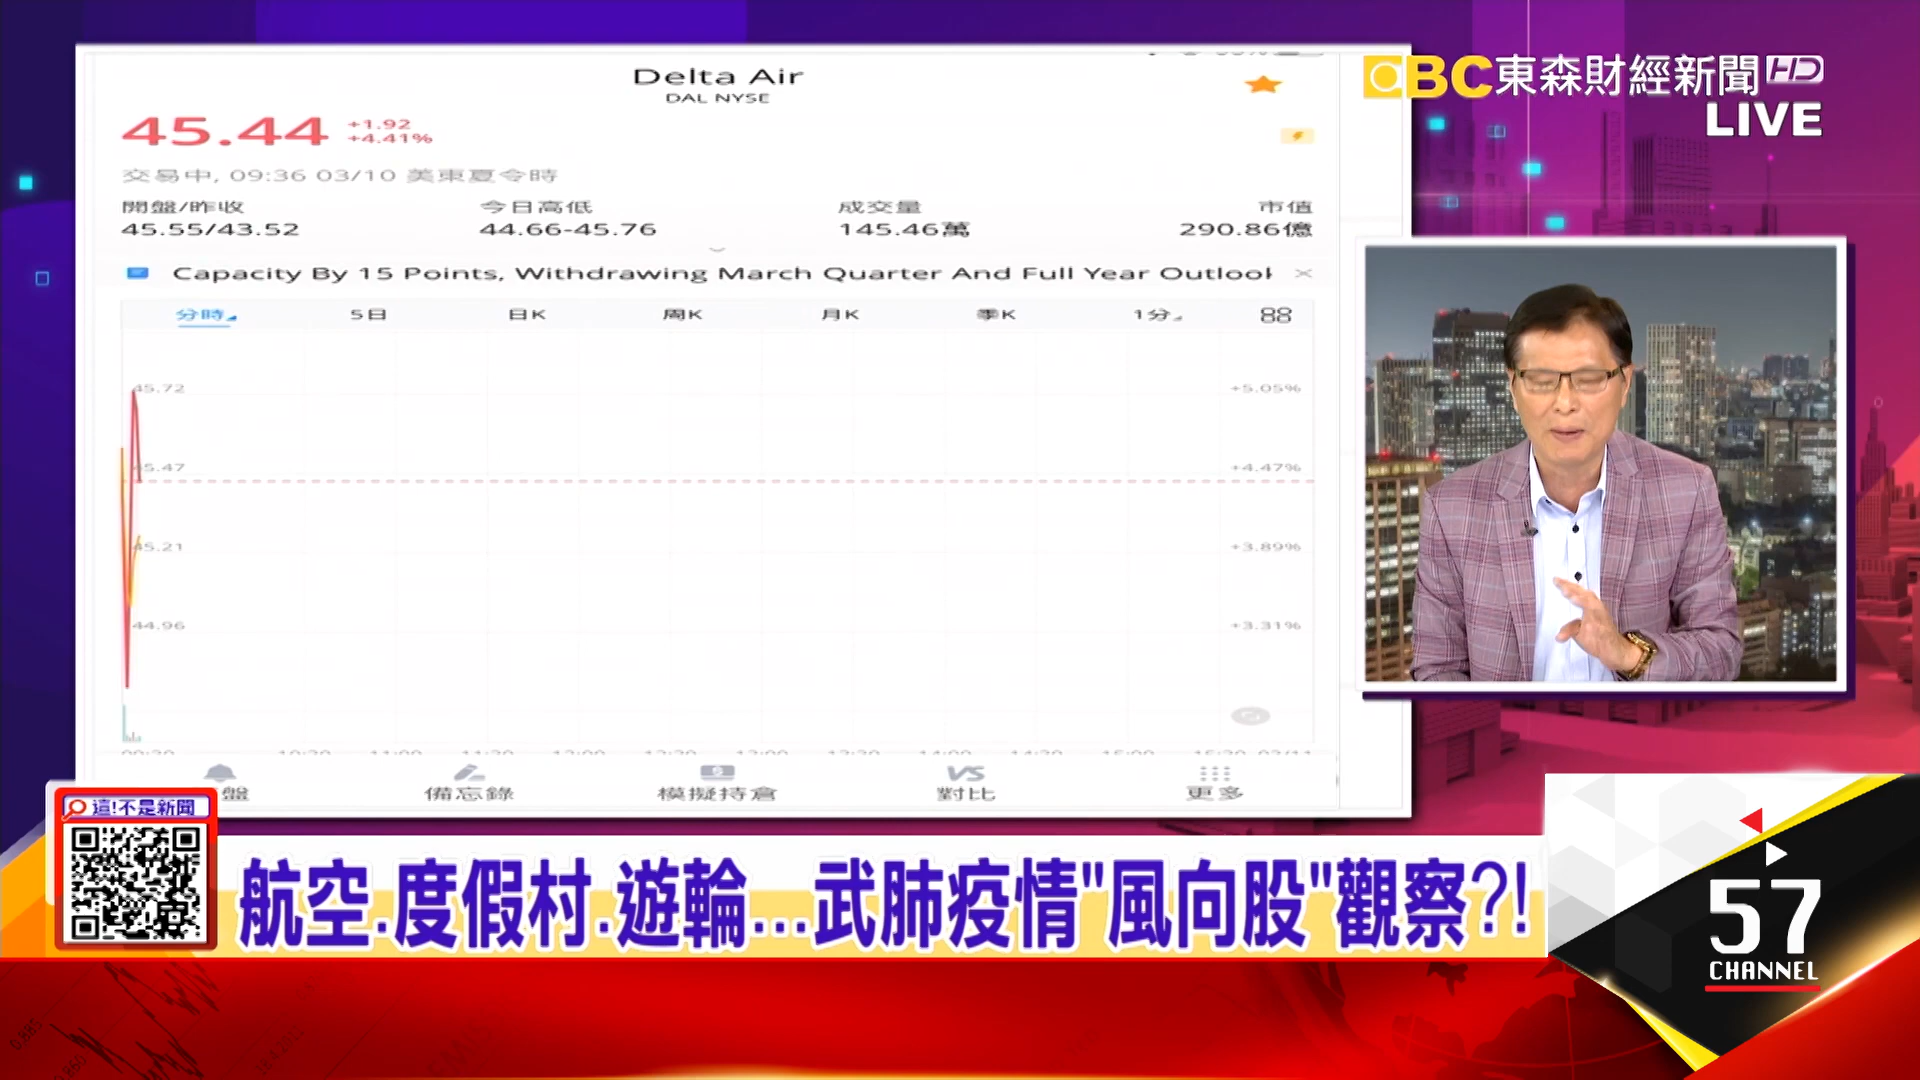 Delta Air
DAL NYSE
45.44
+1.92
+4.41%
交易中, 09:36 03/10 美東夏令時
開盤/昨收
今日高低
成交量
市值
45.55/43.52
44.66-45.76
145.46萬
290.86億
Capacity By 15 Points, Withdrawing March Quarter And Full Year Outlook
分時
5日
日K
周K
月K
季K
1分
45.72
+5.05%
45.47
+4.47%
45.21
+3.89%
44.96
+3.31%
盤
備忘錄
模擬持倉
VS
對比
更多
EBC東森財經新聞HD
LIVE
這!不是新聞
航空.度假村.遊輪...武肺疫情"風向股"觀察?!
57
CHANNEL